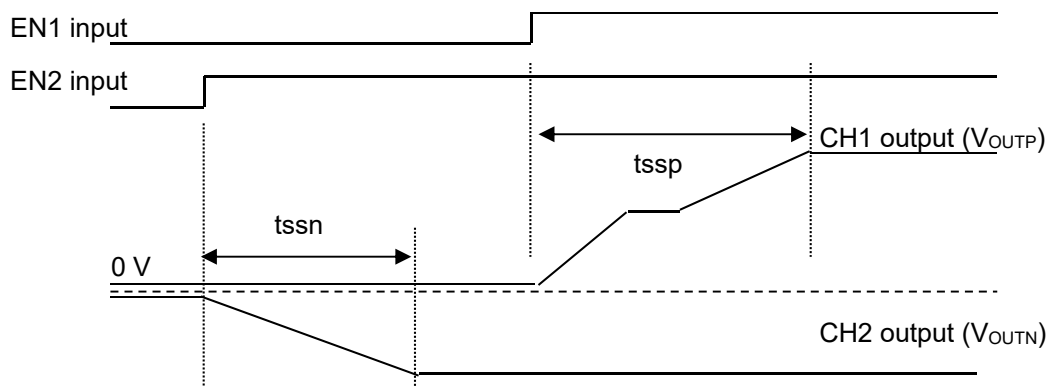 EN1 input
EN2 input
CH1 output (VOUTP)
tssp
tssn
0 V
CH2 output (VOUTN)